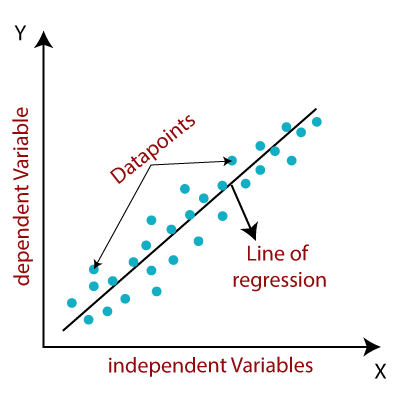 Y
dependent Variable
Datapoints
Line of
regression
independent Variables
X